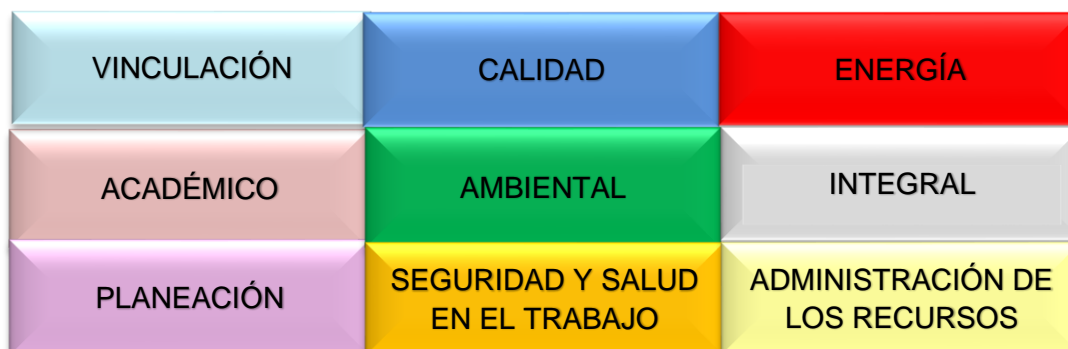 VINCULACIÓN
CALIDAD
ENERGÍA
ACADÉMICO
AMBIENTAL
INTEGRAL
PLANEACIÓN
SEGURIDAD Y SALUD
EN EL TRABAJO
ADMINISTRACIÓN DE
LOS RECURSOS